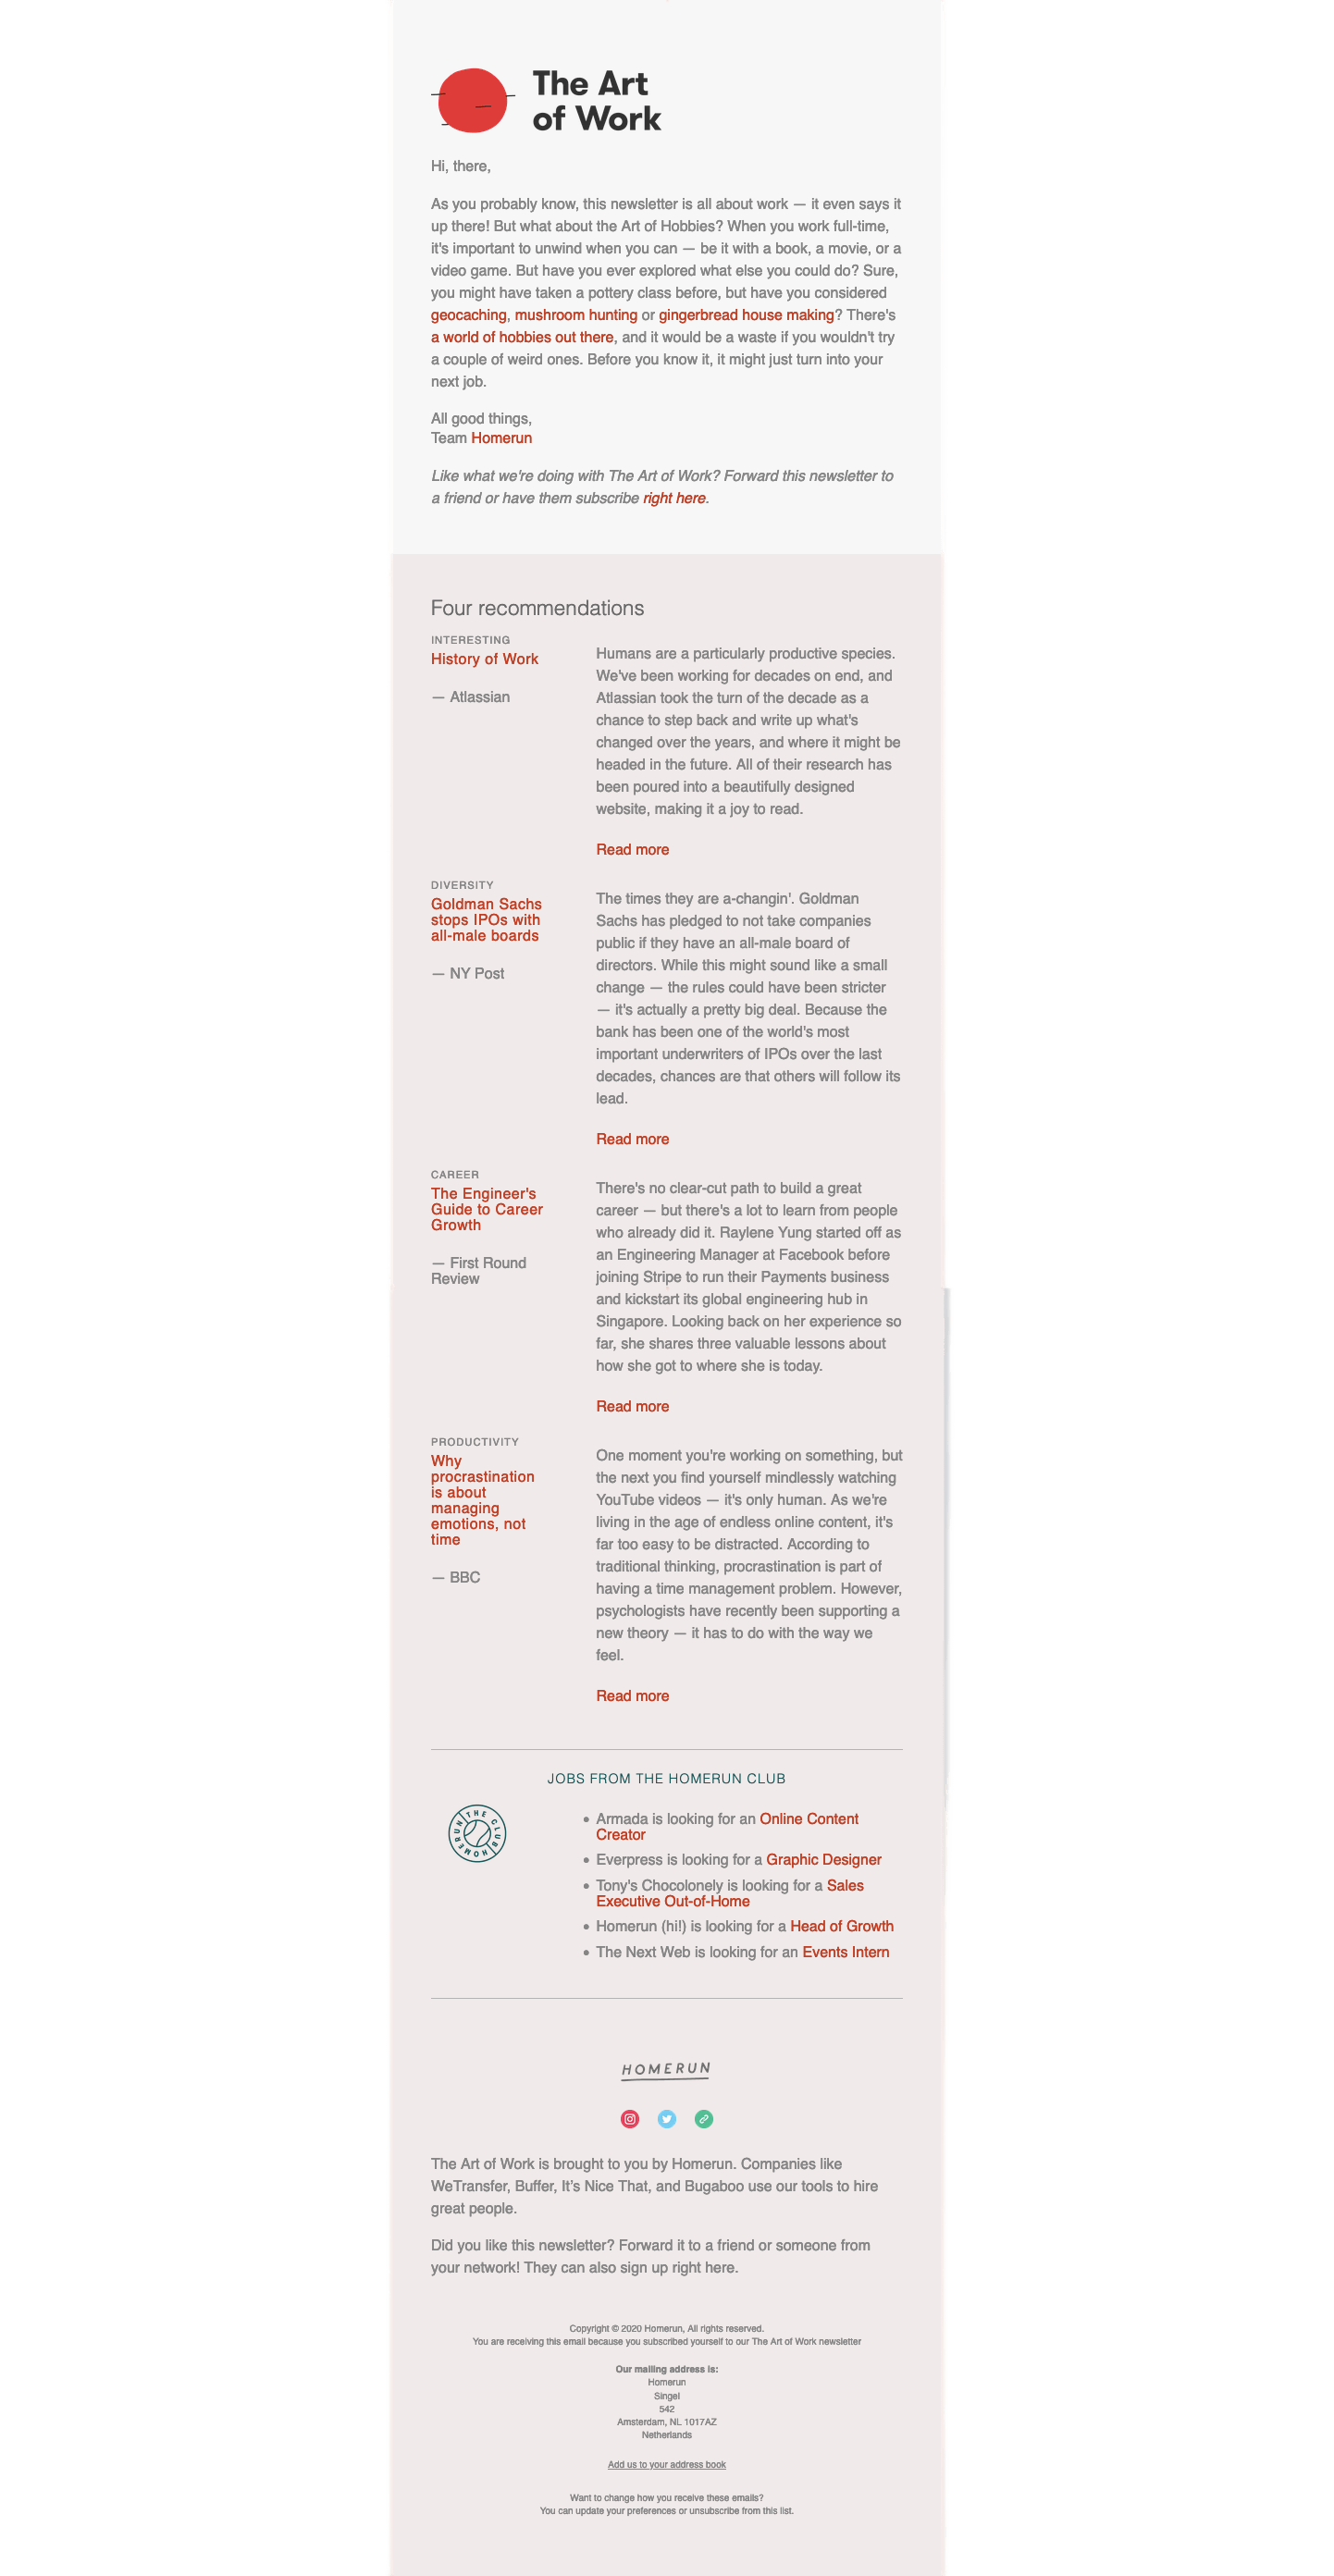 The Art
of Work
Hi, there,
As you probably know, this newsletter is all about work — it even says it
up there! But what about the Art of Hobbies? When you work full-time,
it's important to unwind when you can — be it with a book, a movie, or a
video game. But have you ever explored what else you could do? Sure,
you might have taken a pottery class before, but have you considered
geocaching, mushroom hunting or gingerbread house making? There's
a world of hobbies out there, and it would be a waste if you wouldn't try
a couple of weird ones. Before you know it, it might just turn into your
next job.
All good things,
Team Homerun
Like what we're doing with The Art of Work? Forward this newsletter to
a friend or have them subscribe right here.
Four recommendations
INTERESTING
History of Work
— Atlassian
Humans are a particularly productive species.
We've been working for decades on end, and
Atlassian took the turn of the decade as a
chance to step back and write up what's
changed over the years, and where it might be
headed in the future. All of their research has
been poured into a beautifully designed
website, making it a joy to read.
Read more
DIVERSITY
Goldman Sachs
stops IPOs with
all-male boards
— NY Post
The times they are a-changin'. Goldman
Sachs has pledged to not take companies
public if they have an all-male board of
directors. While this might sound like a small
change — the rules could have been stricter
— it's actually a pretty big deal. Because the
bank has been one of the world's most
important underwriters of IPOs over the last
decades, chances are that others will follow its
lead.
Read more
CAREER
The Engineer's
Guide to Career
Growth
— First Round
Review
There's no clear-cut path to build a great
career — but there's a lot to learn from people
who already did it. Raylene Yung started off as
an Engineering Manager at Facebook before
joining Stripe to run their Payments business
and kickstart its global engineering hub in
Singapore. Looking back on her experience so
far, she shares three valuable lessons about
how she got to where she is today.
Read more
PRODUCTIVITY
Why
procrastination
is about
managing
emotions, not
time
— BBC
One moment you're working on something, but
the next you find yourself mindlessly watching
YouTube videos — it's only human. As we're
living in the age of endless online content, it's
far too easy to be distracted. According to
traditional thinking, procrastination is part of
having a time management problem. However,
psychologists have recently been supporting a
new theory — it has to do with the way we
feel.
Read more
JOBS FROM THE HOMERUN CLUB
THE CLUB HOMERUN
• Armada is looking for an Online Content
Creator
• Everpress is looking for a Graphic Designer
• Tony's Chocolonely is looking for a Sales
Executive Out-of-Home
• Homerun (hi!) is looking for a Head of Growth
• The Next Web is looking for an Events Intern
HOMERUN
The Art of Work is brought to you by Homerun. Companies like
WeTransfer, Buffer, It’s Nice That, and Bugaboo use our tools to hire
great people.
Did you like this newsletter? Forward it to a friend or someone from
your network! They can also sign up right here.
Copyright © 2020 Homerun, All rights reserved.
You are receiving this email because you subscribed yourself to our The Art of Work newsletter
Our mailing address is:
Homerun
Singel
542
Amsterdam, NL 1017AZ
Netherlands
Add us to your address book
Want to change how you receive these emails?
You can update your preferences or unsubscribe from this list.